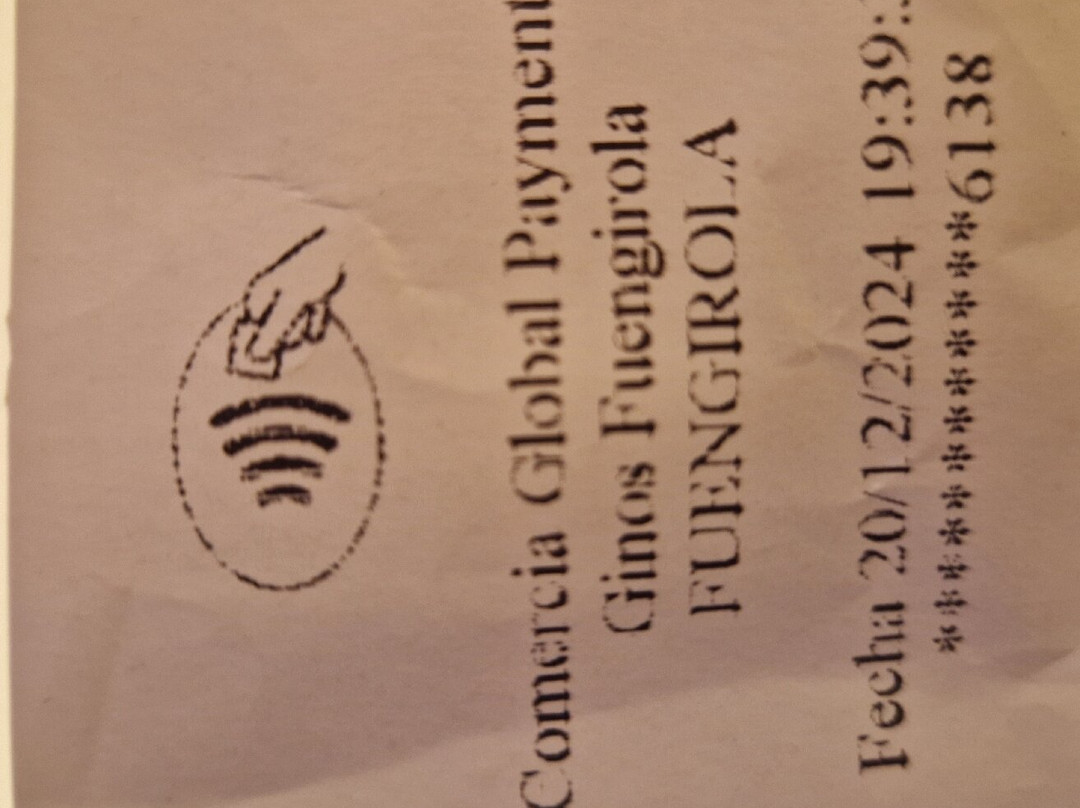 Comercia Global Payment
Ginos Fuengirola
FUENGIROLA
Fecha 20/12/2024 19:39:
************6138